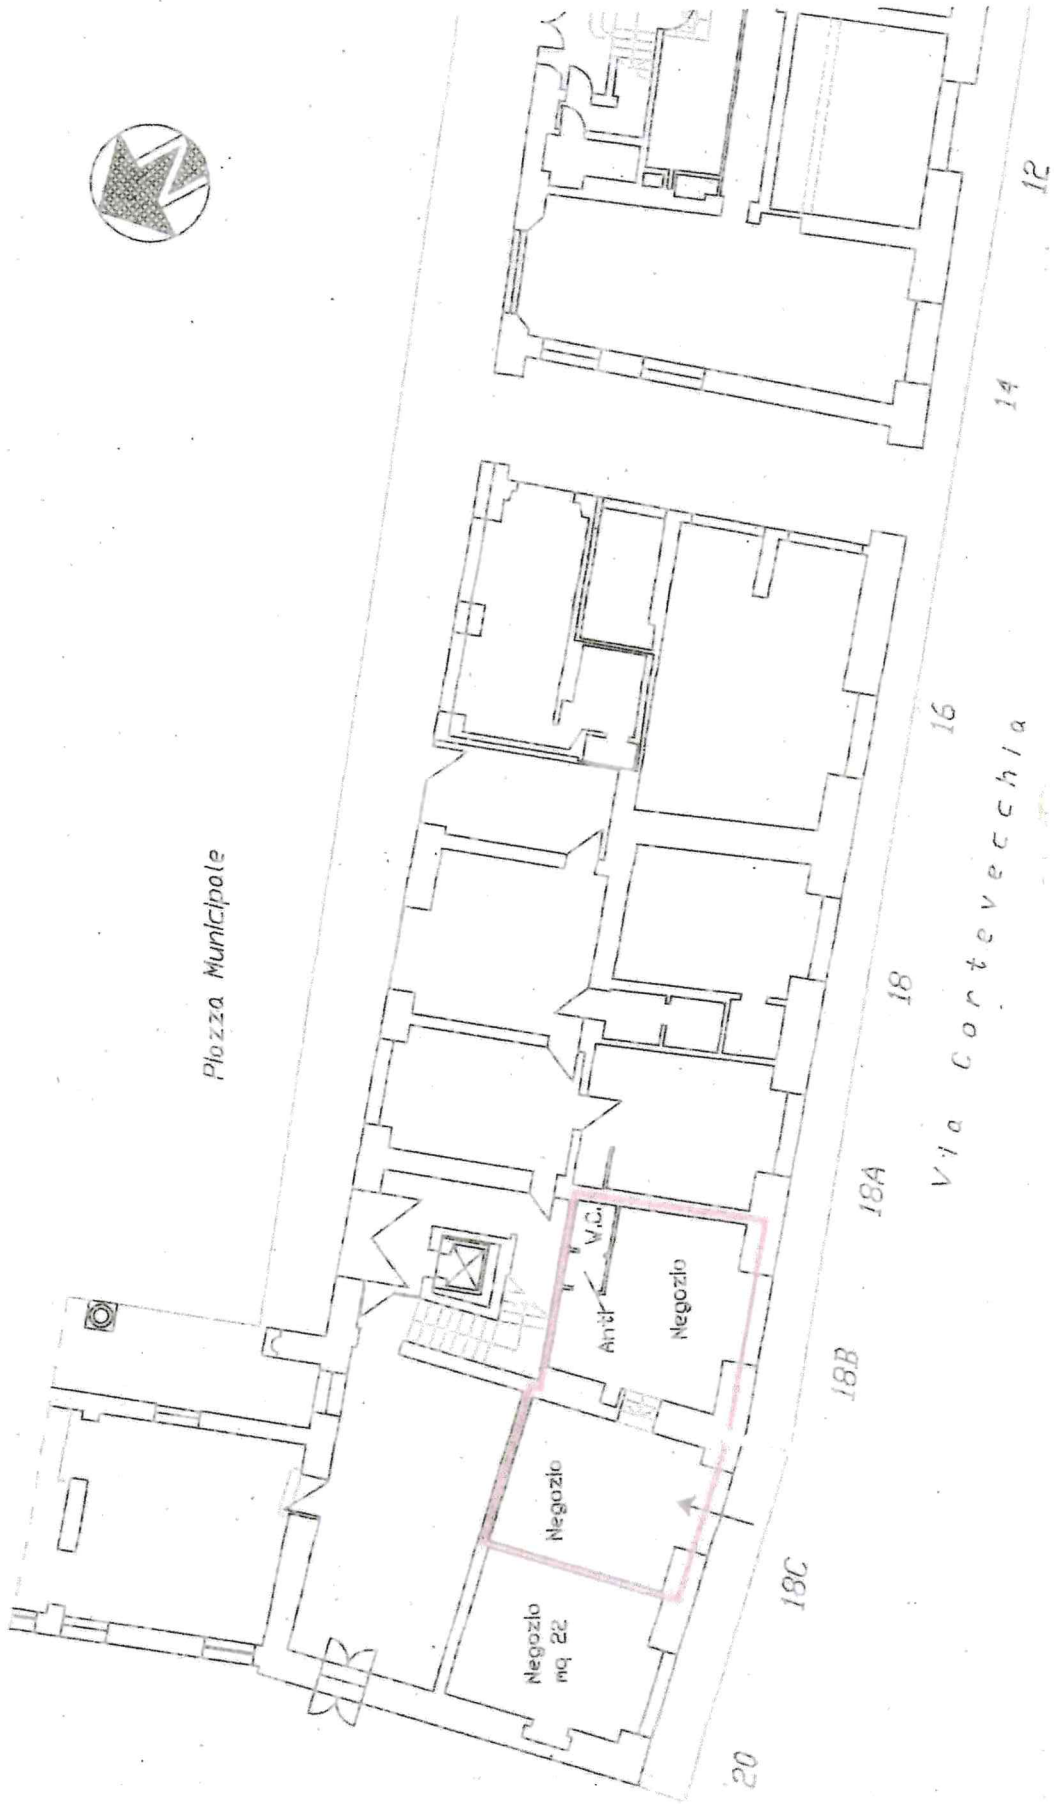 Piazza Municipale
Negozio
mq 22
Negozio
Negozio
Anti
W.C.
20
18C
18B
18A
18
16
14
12
Via Cortevecchia
N